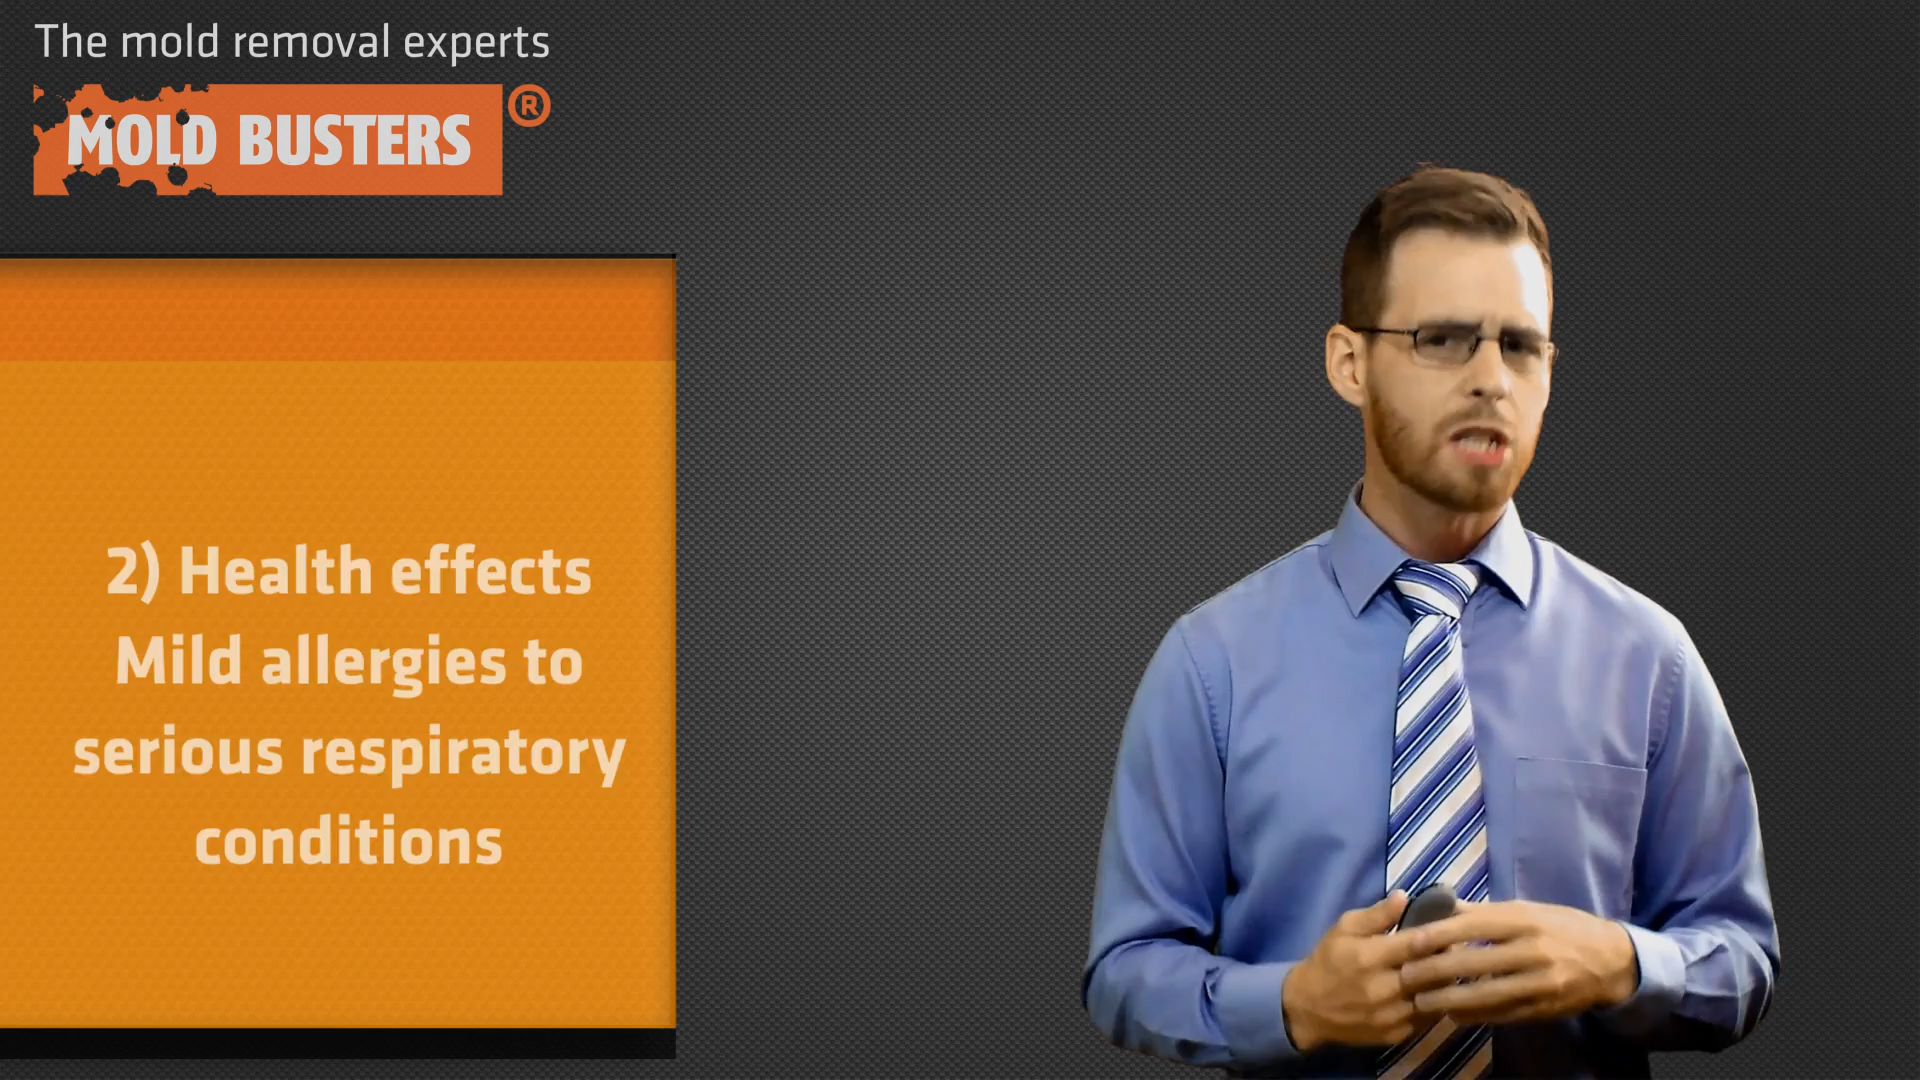 The mold removal experts
MOLD BUSTERS ®
2) Health effects
Mild allergies to
serious respiratory
conditions